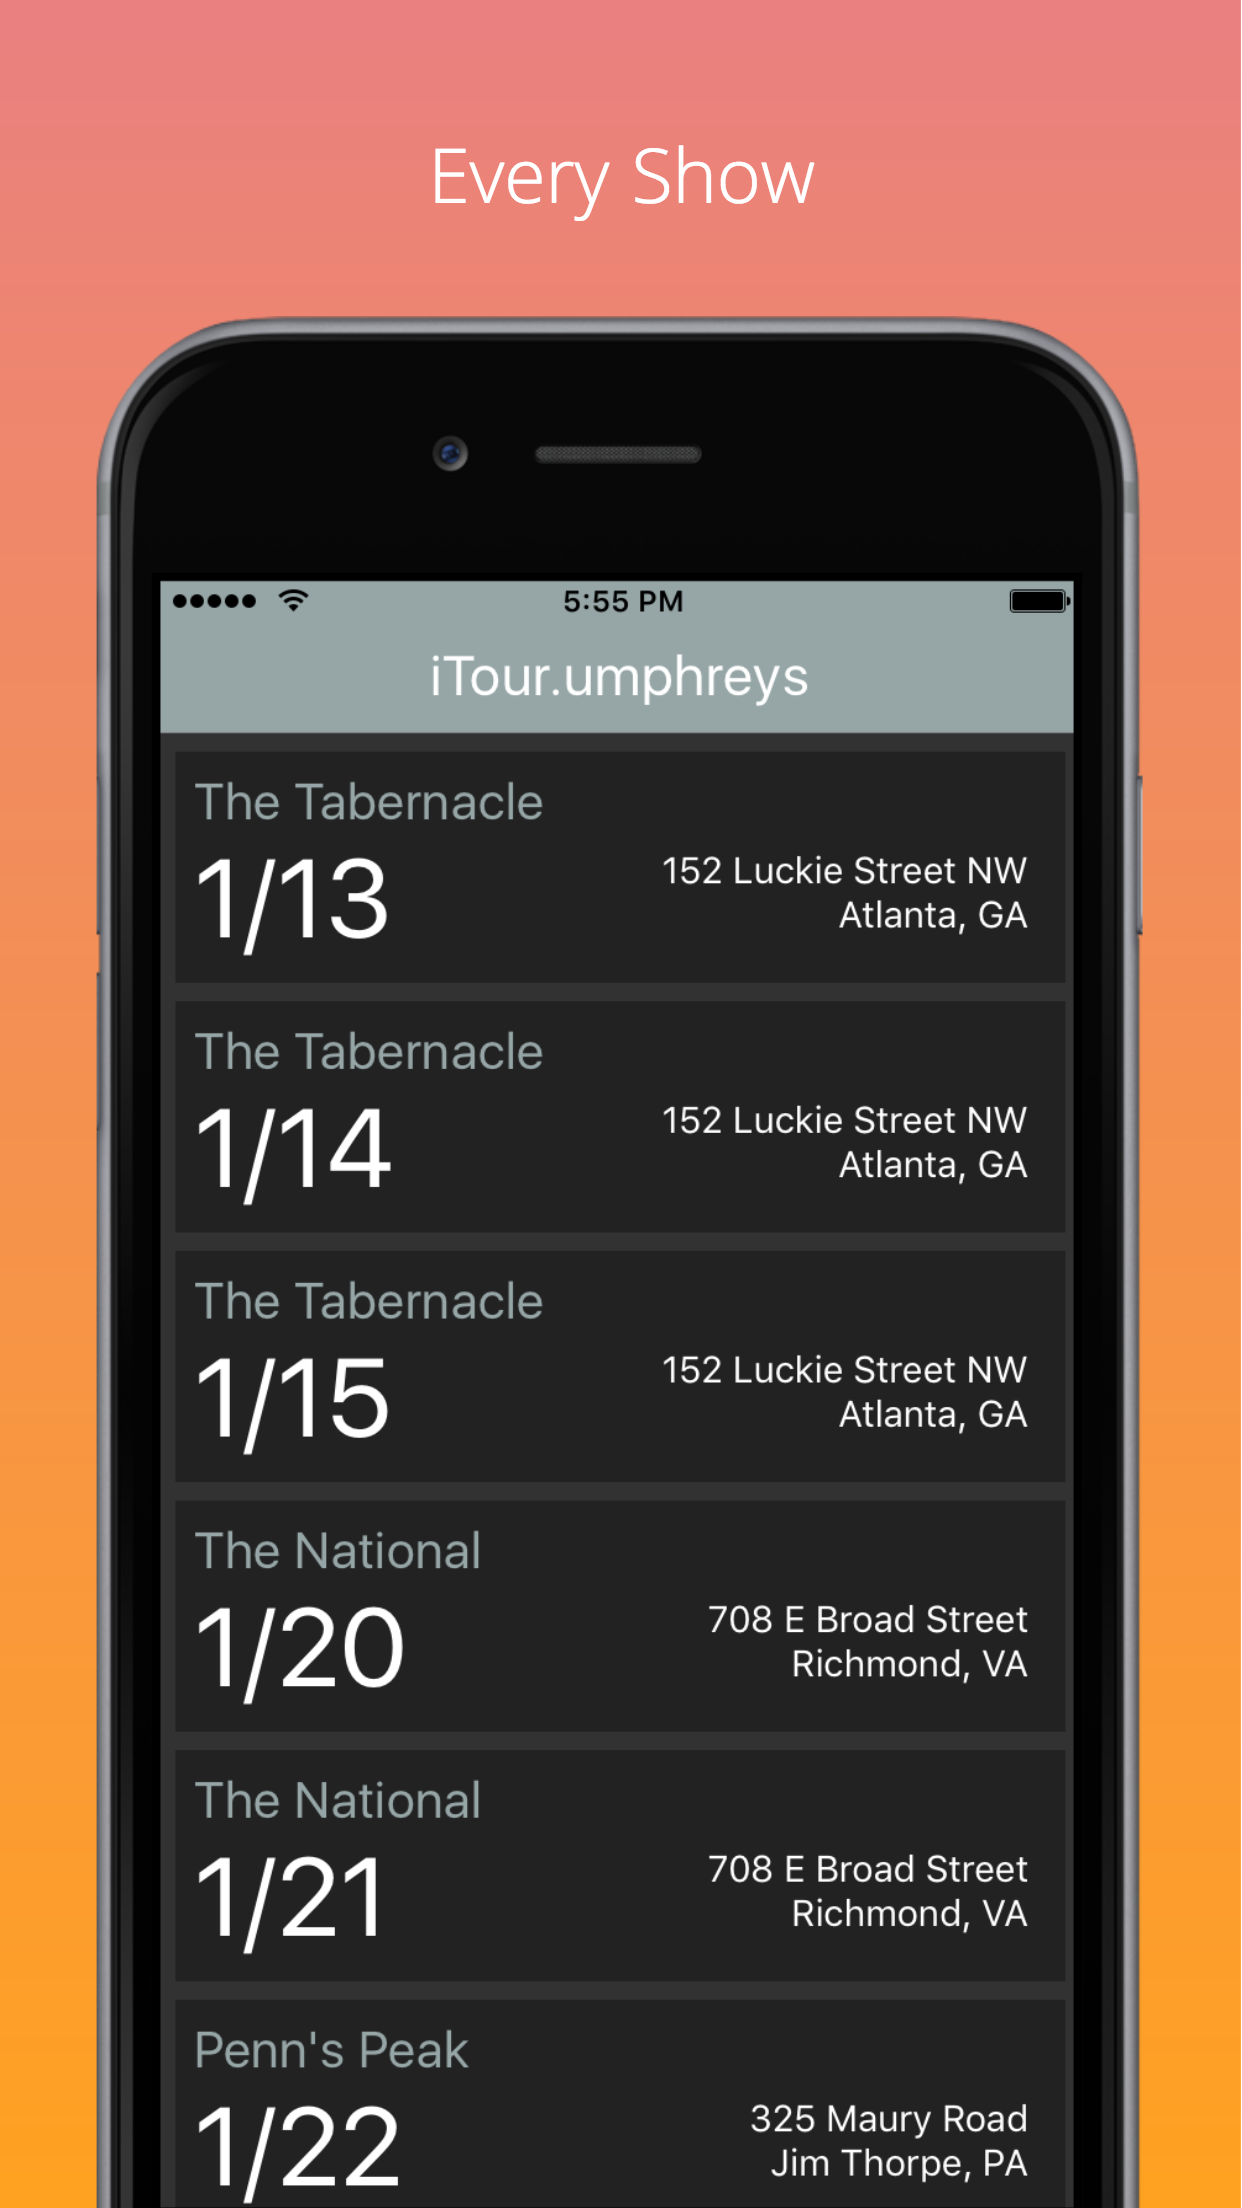 Every Show
5:55 PM
iTour.umphreys
The Tabernacle
1/13
152 Luckie Street NW
Atlanta, GA
The Tabernacle
1/14
152 Luckie Street NW
Atlanta, GA
The Tabernacle
1/15
152 Luckie Street NW
Atlanta, GA
The National
1/20
708 E Broad Street
Richmond, VA
The National
1/21
708 E Broad Street
Richmond, VA
Penn's Peak
1/22
325 Maury Road
Jim Thorpe, PA